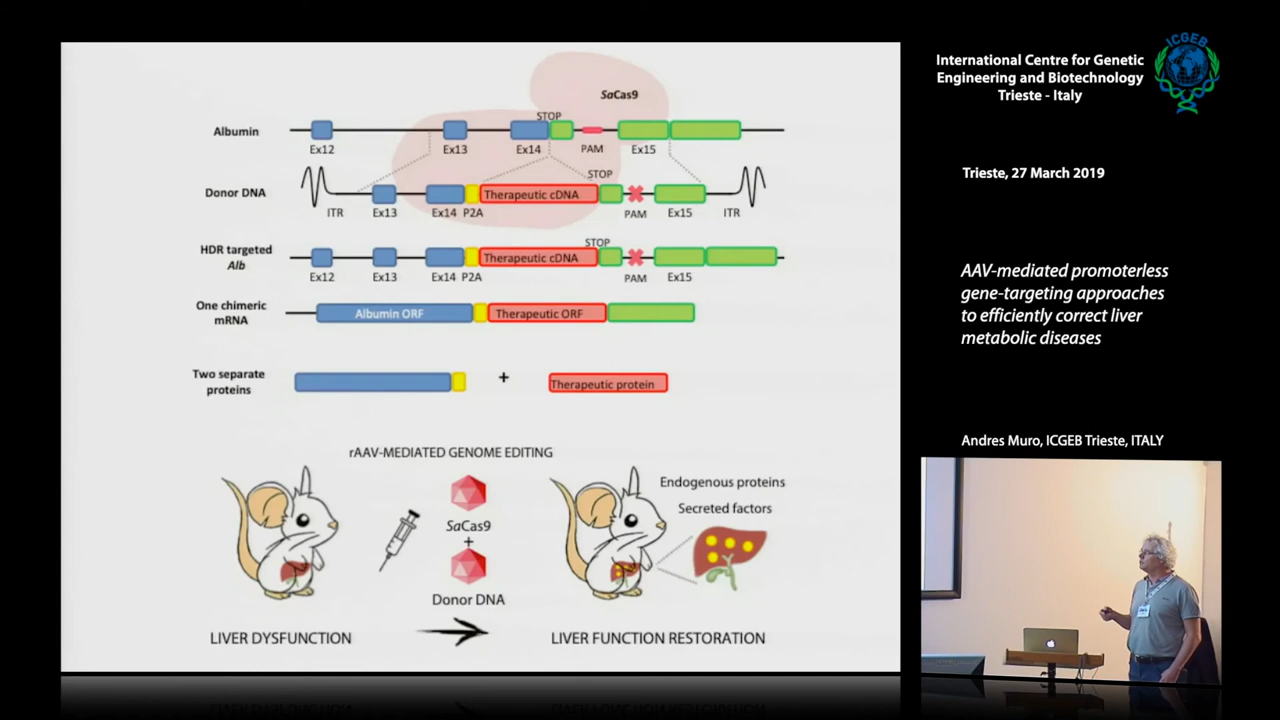 SaCas9
STOP
Albumin
Ex12
Ex13
Ex14
PAM
Ex15
STOP
Donor DNA
Therapeutic cDNA
ITR
Ex13
Ex14
P2A
PAM
Ex15
ITR
STOP
HDR targeted
Alb
Therapeutic cDNA
Ex12
Ex13
Ex14
P2A
PAM
Ex15
One chimeric
mRNA
Albumin ORF
Therapeutic ORF
Two separate
proteins
+
Therapeutic protein
rAAV-MEDIATED GENOME EDITING
SaCas9
+
Donor DNA
Endogenous proteins
Secreted factors
LIVER DYSFUNCTION
LIVER FUNCTION RESTORATION
International Centre for Genetic
Engineering and Biotechnology
Trieste - Italy
ICGEB
Trieste, 27 March 2019
AAV-mediated promoterless
gene-targeting approaches
to efficiently correct liver
metabolic diseases
Andres Muro, ICGEB Trieste, ITALY